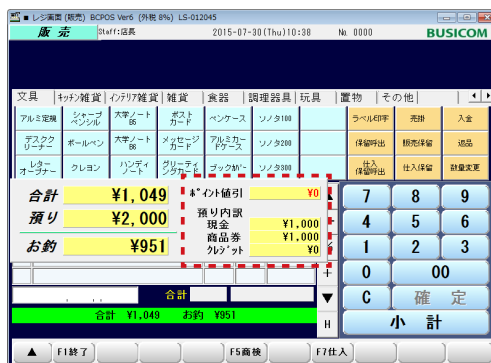 レジ画面 (販売) BCPOS Ver6 (外税 8%) LS-012045
販売 Staff:店長 2015-07-30(Thu)10:38 No. 0000 BUSICOM
文具 キッチン雑貨 インテリア雑貨 雑貨 食器 調理器具 玩具 置物 その他
アルミ定規 シャープペンシル 大学ノートB6 ポストカード ペンケース ソノタ100 ラベル印字 売掛 入金
デスククリーナー ボールペン 大学ノートB5 メッセージカード アルミカードケース ソノタ200 保留呼出 販売保留 返品
レターオープナー クレヨン ハンディノート グリーティングカード ブックカバー ソノタ300 仕入保留呼出 仕入保留 数量変更
合計 ¥1,049
預り ¥2,000
お釣 ¥951
ポイント値引 ¥0
預り内訳
現金 ¥1,000
商品券 ¥1,000
クレジット ¥0
7 8 9
4 5 6
1 2 3
0 00
C 確定
小計
+
▼
H
合計
合計 ¥1,049 お釣 ¥951
▲ F1終了 F5商検 F7仕入